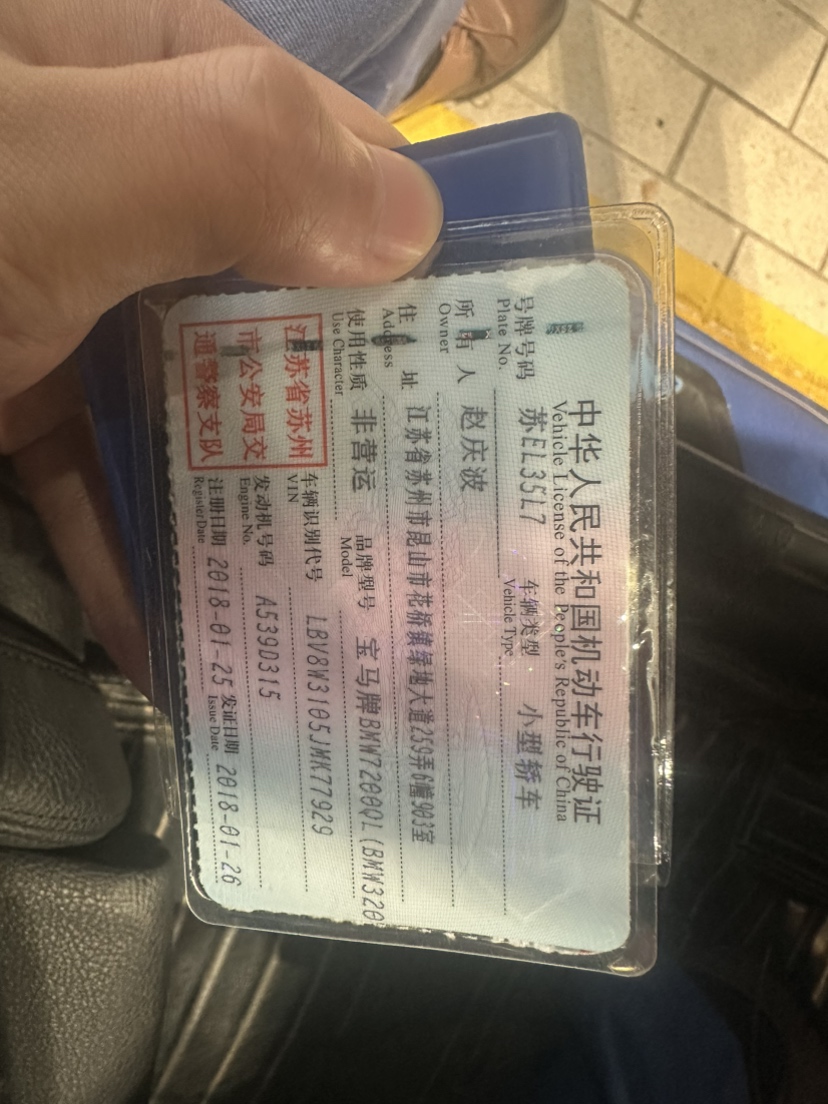 中华人民共和国机动车行驶证
Vehicle License of the People's Republic of China
号牌号码 苏EL35L7 车辆类型 小型轿车
Plate No. Vehicle Type
所有人 赵庆波
Owner
住址 江苏省苏州市昆山市花桥镇绿地大道259弄6幢903室
Address
使用性质 非营运 品牌型号 宝马牌BMW7200QL(BMW320
Use Character Model
江苏省苏州
市公安局交
通警察支队
车辆识别代号 LBV8W3105JMK77929
VIN
发动机号码 A539D315
Engine No.
注册日期 2018-01-25 发证日期 2018-01-26
Register Date Issue Date